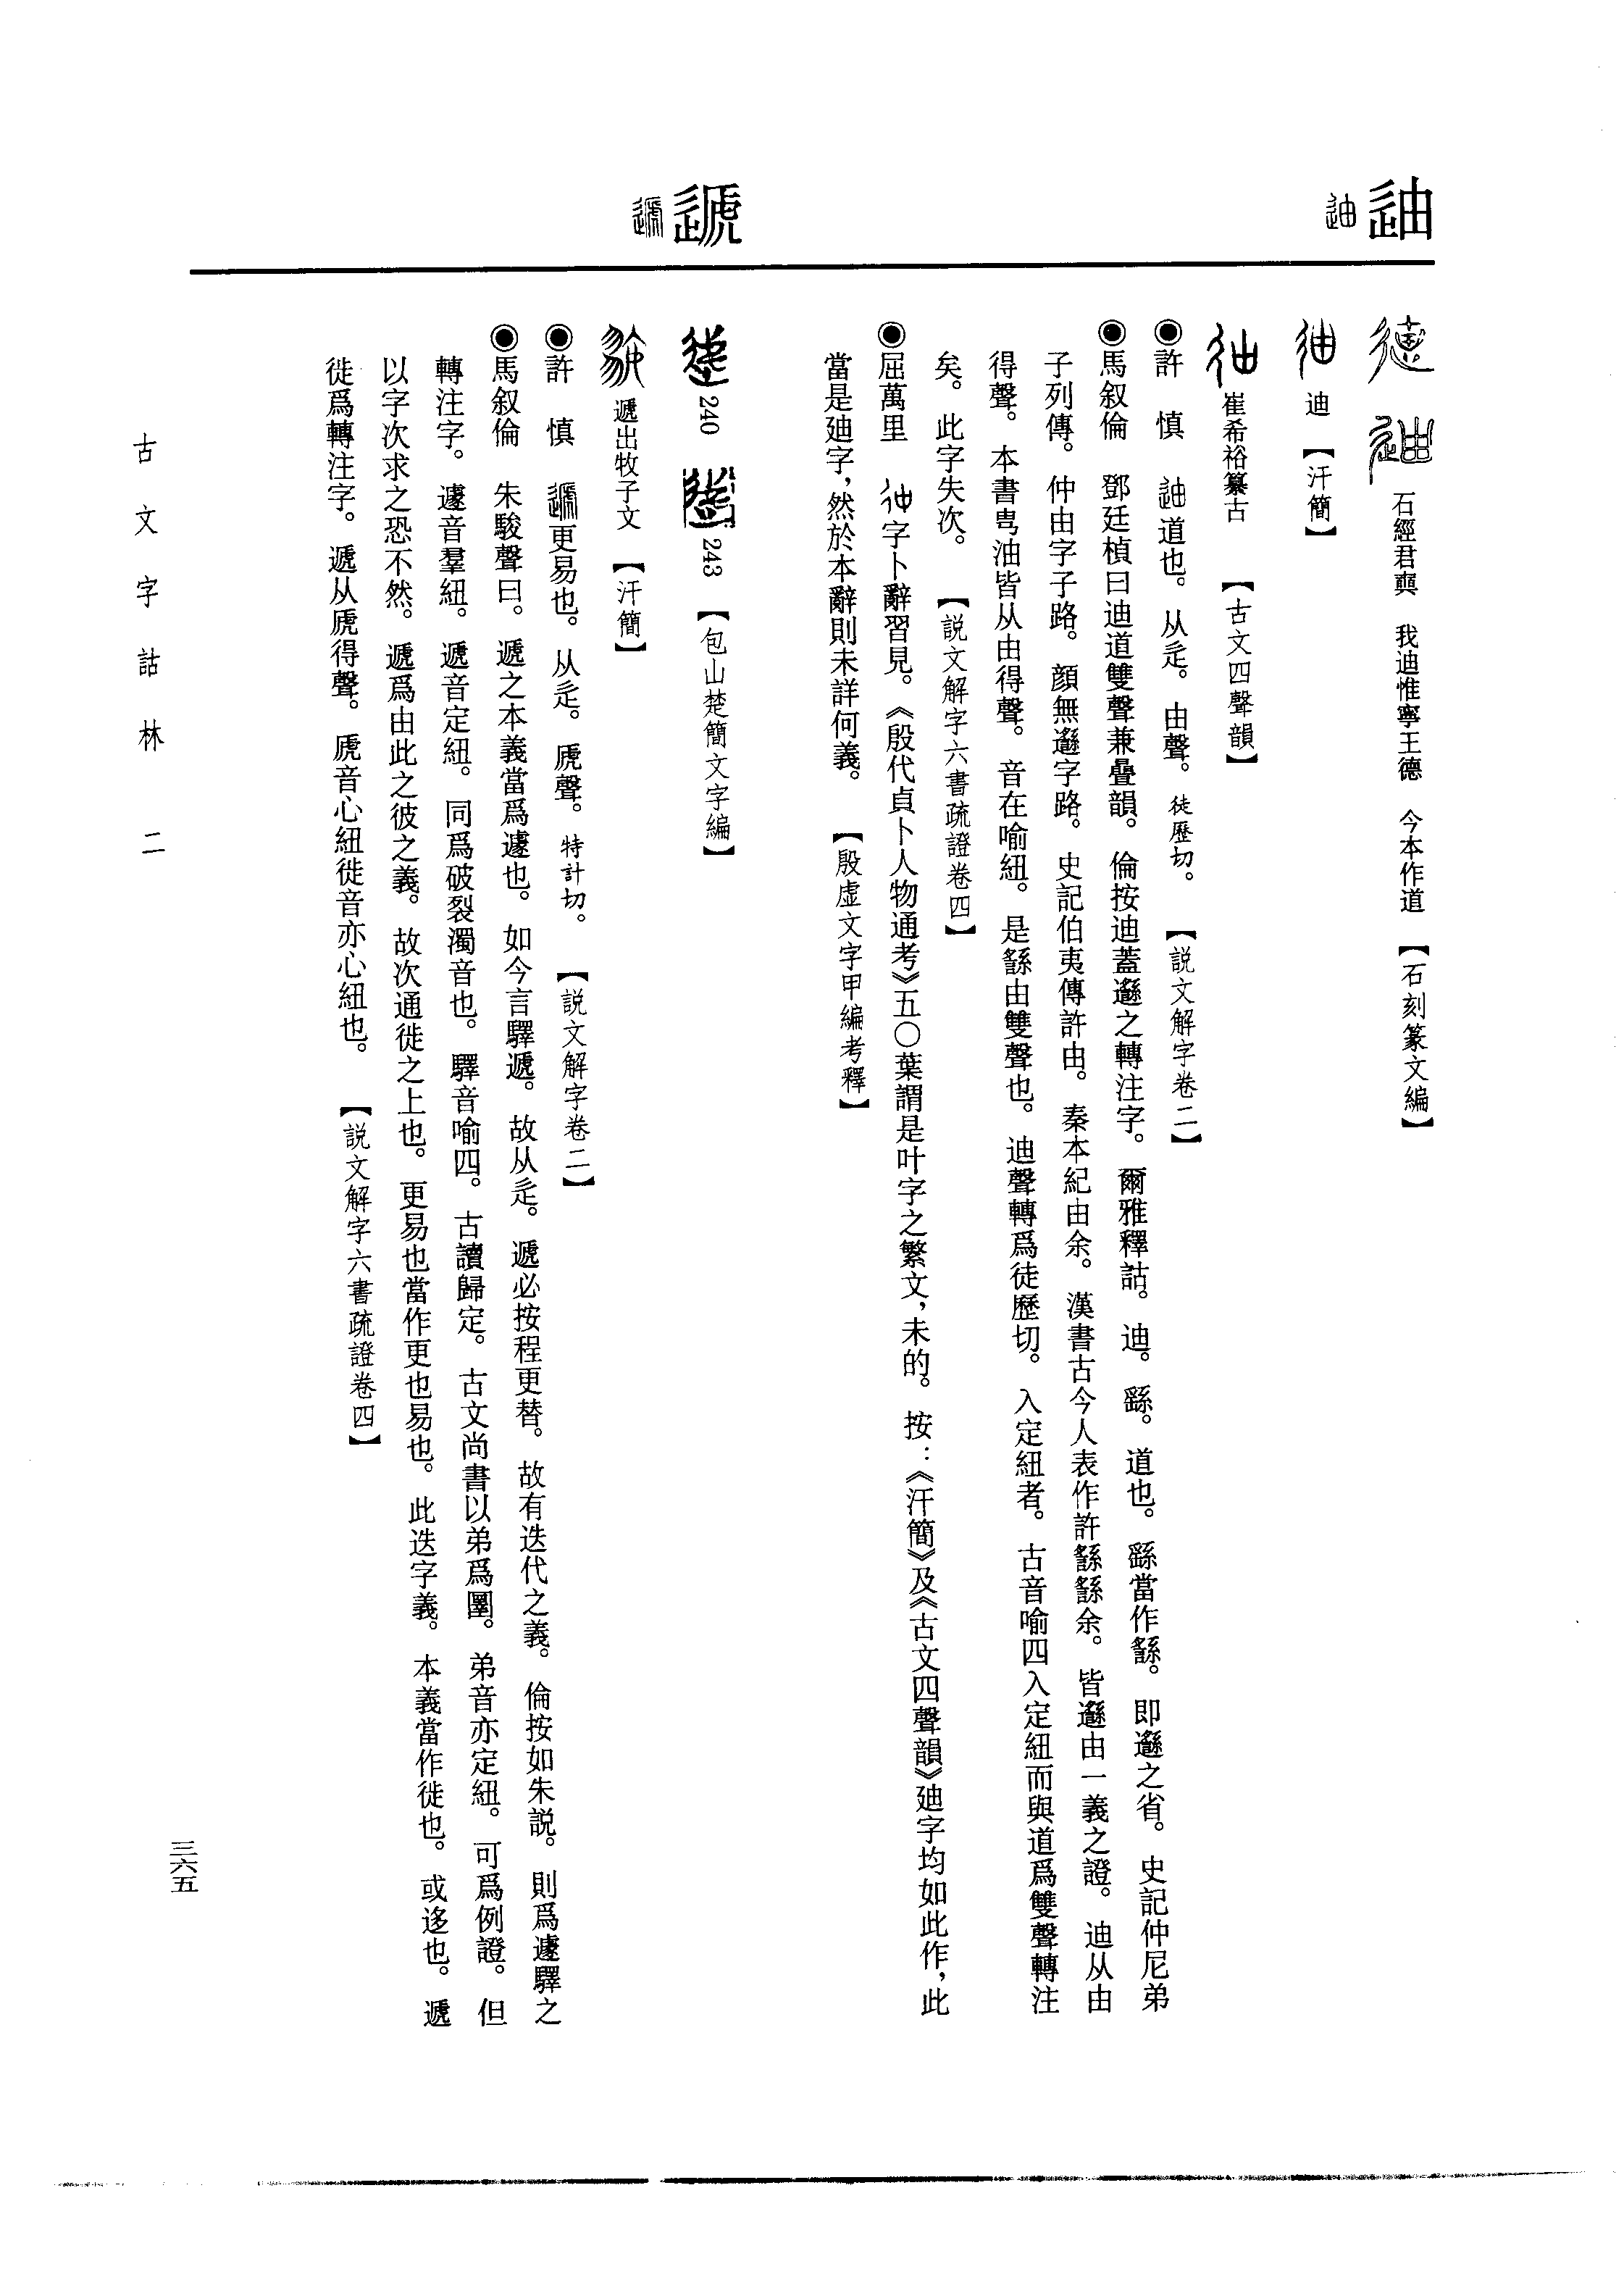 迪
遞
石經君奭　我迪惟寧王德　今本作道　【石刻篆文編】
迪　【汗簡】
崔希裕纂古　【古文四聲韻】
◉許　慎　迪道也。从辵。由聲。徒歷切。　【説文解字卷二】
◉馬叙倫　鄧廷楨曰迪道雙聲兼疊韻。倫按迪蓋邎之轉注字。爾雅釋詁。迪。繇。道也。繇當作䌛。即邎之省。史記仲尼弟
子列傳。仲由字子路。顔無邎字路。史記伯夷傳許由。秦本紀由余。漢書古今人表作許䌛䌛余。皆邎由一義之證。迪从由
得聲。本書甹油皆从由得聲。音在喻紐。是䌛由雙聲也。迪聲轉爲徒歷切。入定紐者。古音喻四入定紐而與道爲雙聲轉注
矣。此字失次。　【説文解字六書疏證卷四】
◉屈萬里　字卜辭習見。《殷代貞卜人物通考》五〇葉謂是叶字之繁文，未的。按：《汗簡》及《古文四聲韻》廸字均如此作，此
當是廸字，然於本辭則未詳何義。　【殷虛文字甲編考釋】
240　243　【包山楚簡文字編】
遞出牧子文　【汗簡】
◉許　慎　遞更易也。从辵。虒聲。特計切。　【説文解字卷二】
◉馬叙倫　朱駿聲曰。遞之本義當爲遽也。如今言驛遞。故从辵。遞必按程更替。故有迭代之義。倫按如朱説。則爲遽驛之
轉注字。遽音羣紐。遞音定紐。同爲破裂濁音也。驛音喻四。古讀歸定。古文尚書以弟爲圛。弟音亦定紐。可爲例證。但
以字次求之恐不然。遞爲由此之彼之義。故次通徙之上也。更易也當作更也易也。此迭字義。本義當作徙也。或迻也。遞
徙爲轉注字。遞从虒得聲。虒音心紐徙音亦心紐也。　【説文解字六書疏證卷四】
古文字詁林　二
三六五